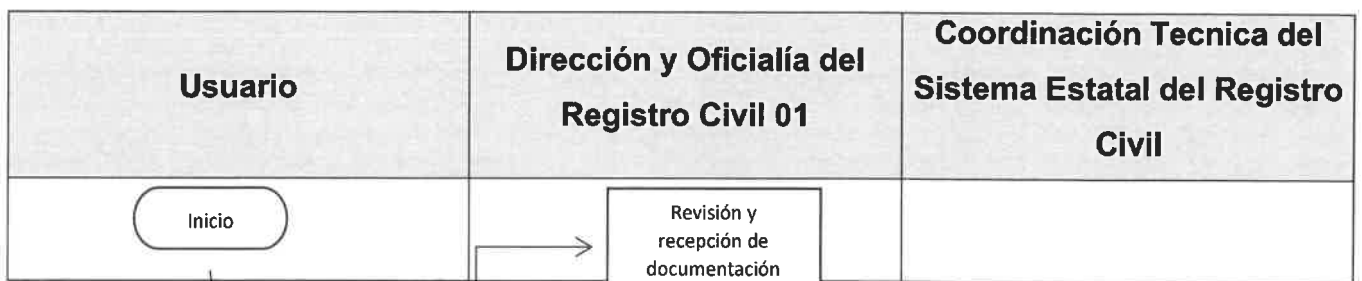 Usuario
Dirección y Oficialía del
Registro Civil 01
Coordinación Tecnica del
Sistema Estatal del Registro
Civil
Inicio
Revisión y
recepción de
documentación